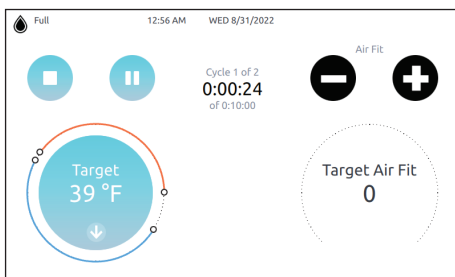 Full 12:56 AM WED 8/31/2022
Air Fit
Cycle 1 of 2
0:00:24
of 0:10:00
Target
39 °F
Target Air Fit
0